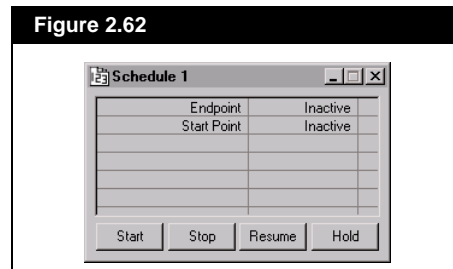 Figure 2.62
Schedule 1
Endpoint Inactive
Start Point Inactive
Start Stop Resume Hold